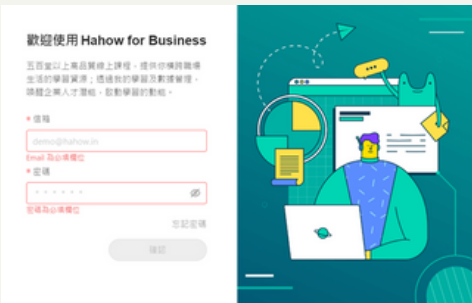 歡迎使用 Hahow for Business
五百堂以上高品質線上課程，提供你橫跨職場
生活的學習資源；透過我的學習及數據管理，
頭體企業人才潛能，啟動學習的動能。
* 信箱
demo@hahow.in
Email 為必填欄位
* 密碼
密碼為必填欄位
忘記密碼
確認